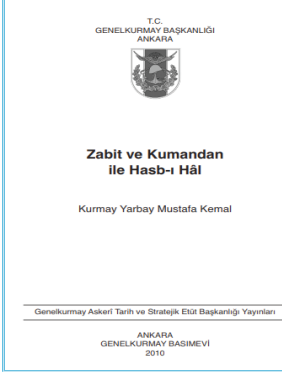 T.C.
GENELKURMAY BAŞKANLIĞI
ANKARA
Zabit ve Kumandan
ile Hasb-ı Hâl
Kurmay Yarbay Mustafa Kemal
Genelkurmay Askerî Tarih ve Stratejik Etüt Başkanlığı Yayınları
ANKARA
GENELKURMAY BASIMEVİ
2010